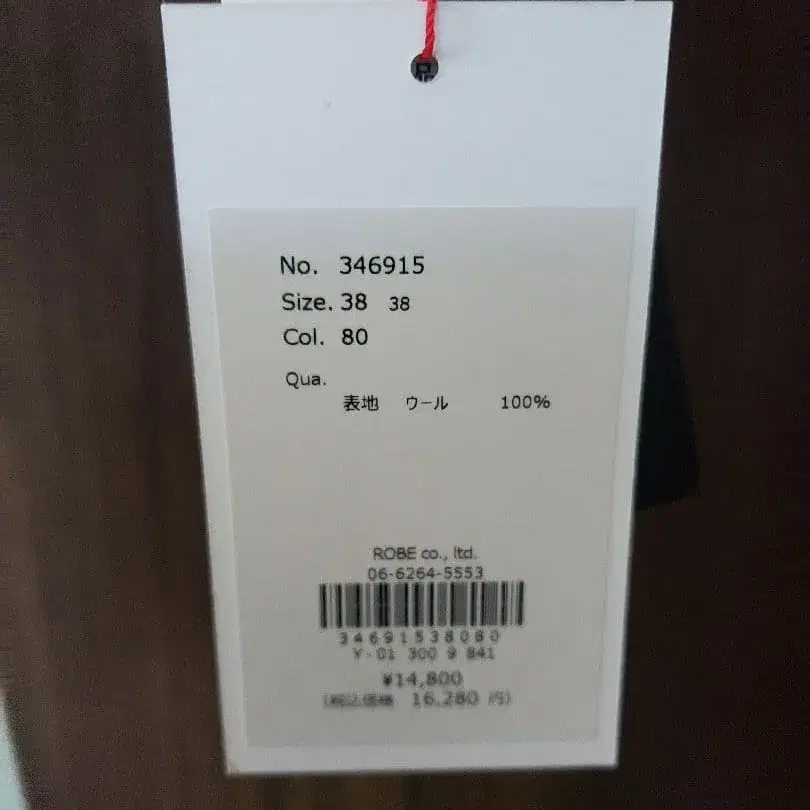 No. 346915
Size. 38 38
Col. 80
Qua.
表地 ウール 100%
ROBE co., ltd.
06-6264-5553
34691538080
Y-01 300 9 841
¥14,800
(税込価格 16,280 円)